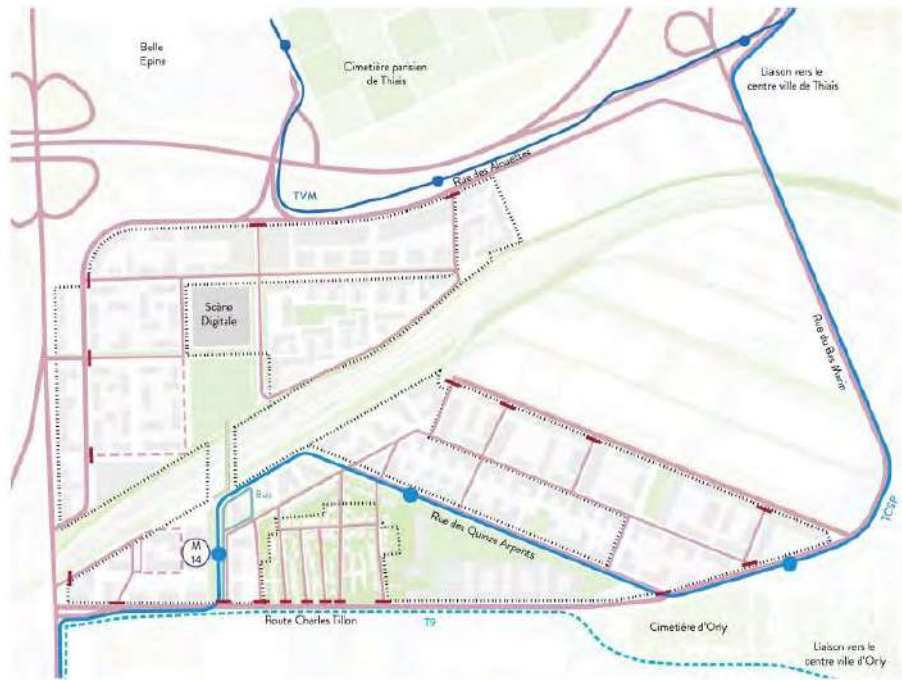 Belle
Epine
Cimetière parisien
de Thiais
Liaison vers le
centre ville de Thiais
Rue des Alouettes
TVM
Scène
Digitale
Rue du Bas Marin
Bus
Rue des Quinze Arpents
TCSP
M
14
Route Charles Tillon
T9
Cimetière d'Orly
Liaison vers le
centre ville d'Orly